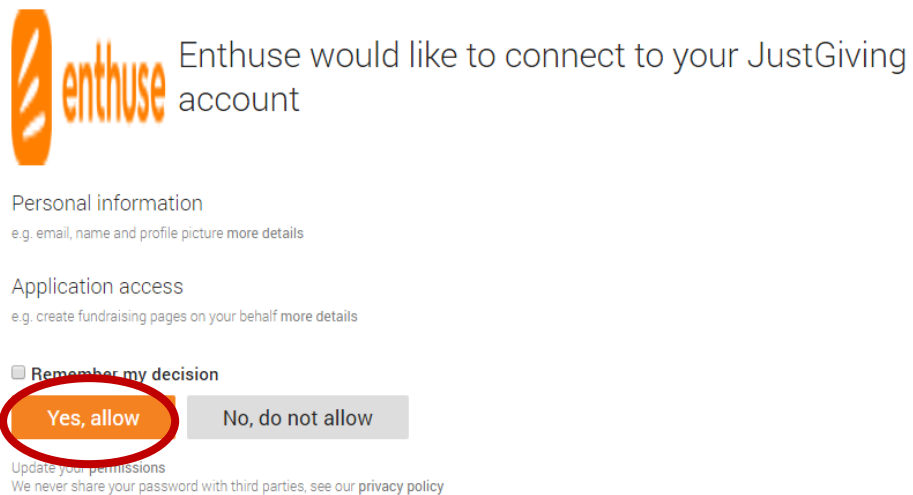 enthuse
Enthuse would like to connect to your JustGiving
account
Personal information
e.g. email, name and profile picture more details
Application access
e.g. create fundraising pages on your behalf more details
Remember my decision
Yes, allow
No, do not allow
Update your permissions
We never share your password with third parties, see our privacy policy